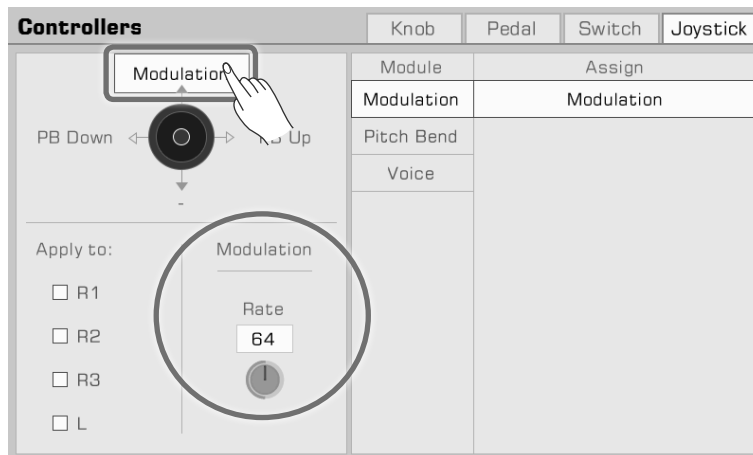 Controllers
Knob
Pedal
Switch
Joystick
Modulation
PB Down
Up
-
Apply to:
R1
R2
R3
L
Modulation
Rate
64
Module
Assign
Modulation
Modulation
Pitch Bend
Voice